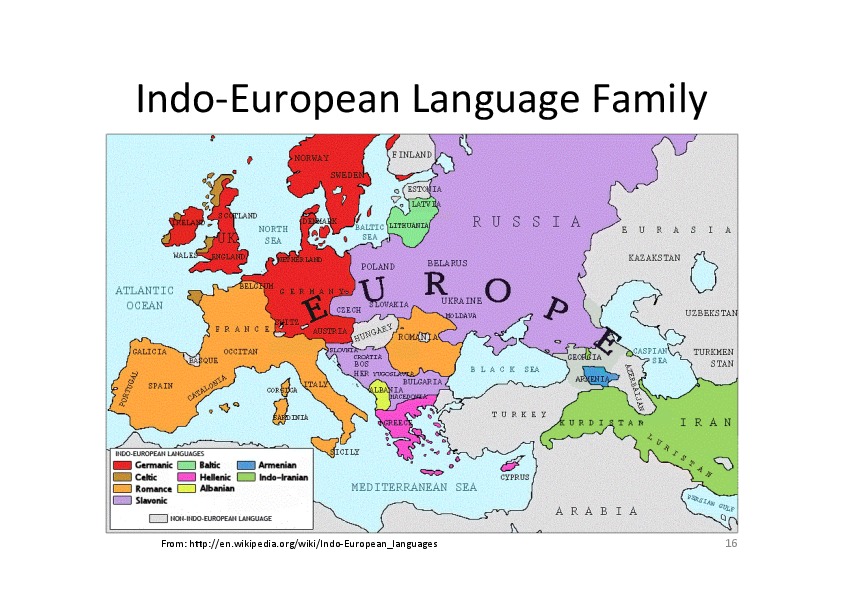 Indo-European Language Family
NORWAY
SWEDEN
FINLAND
ESTONIA
LATVIA
LITHUANIA
SCOTLAND
IRELAND
UK
WALES
ENGLAND
NORTH
SEA
DENMARK
BALTIC
SEA
RUSSIA
EURASIA
KAZAKSTAN
UZBEKSTAN
TURKMEN
STAN
ATLANTIC
OCEAN
NETHERLAND
BELGIUM
GERMANY
POLAND
BELARUS
EUROPE
CZECH
SLOVAKIA
UKRAINE
MOLDAVA
FRANCE
SWITZ
AUSTRIA
HUNGARY
ROMANIA
GALICIA
BASQUE
OCCITAN
SLOVENIA
CROATIA
BOS
HER
YUGOSLAVIA
BULGARIA
BLACK SEA
GEORGIA
CASPIAN
SEA
ARMENIA
AZERBAIJAN
PORTUGAL
SPAIN
CATALONIA
CORSICA
ITALY
SARDINIA
ALBANIA
MACEDONIA
GREECE
TURKEY
KURDISTAN
IRAN
LURISTAN
SICILY
CYPRUS
MEDITERRANEAN SEA
ARABIA
PERSIAN GULF
INDO-EUROPEAN LANGUAGES
Germanic
Baltic
Armenian
Celtic
Hellenic
Indo-Iranian
Romance
Albanian
Slavonic
NON-INDO-EUROPEAN LANGUAGE
From: http://en.wikipedia.org/wiki/Indo-European_languages
16